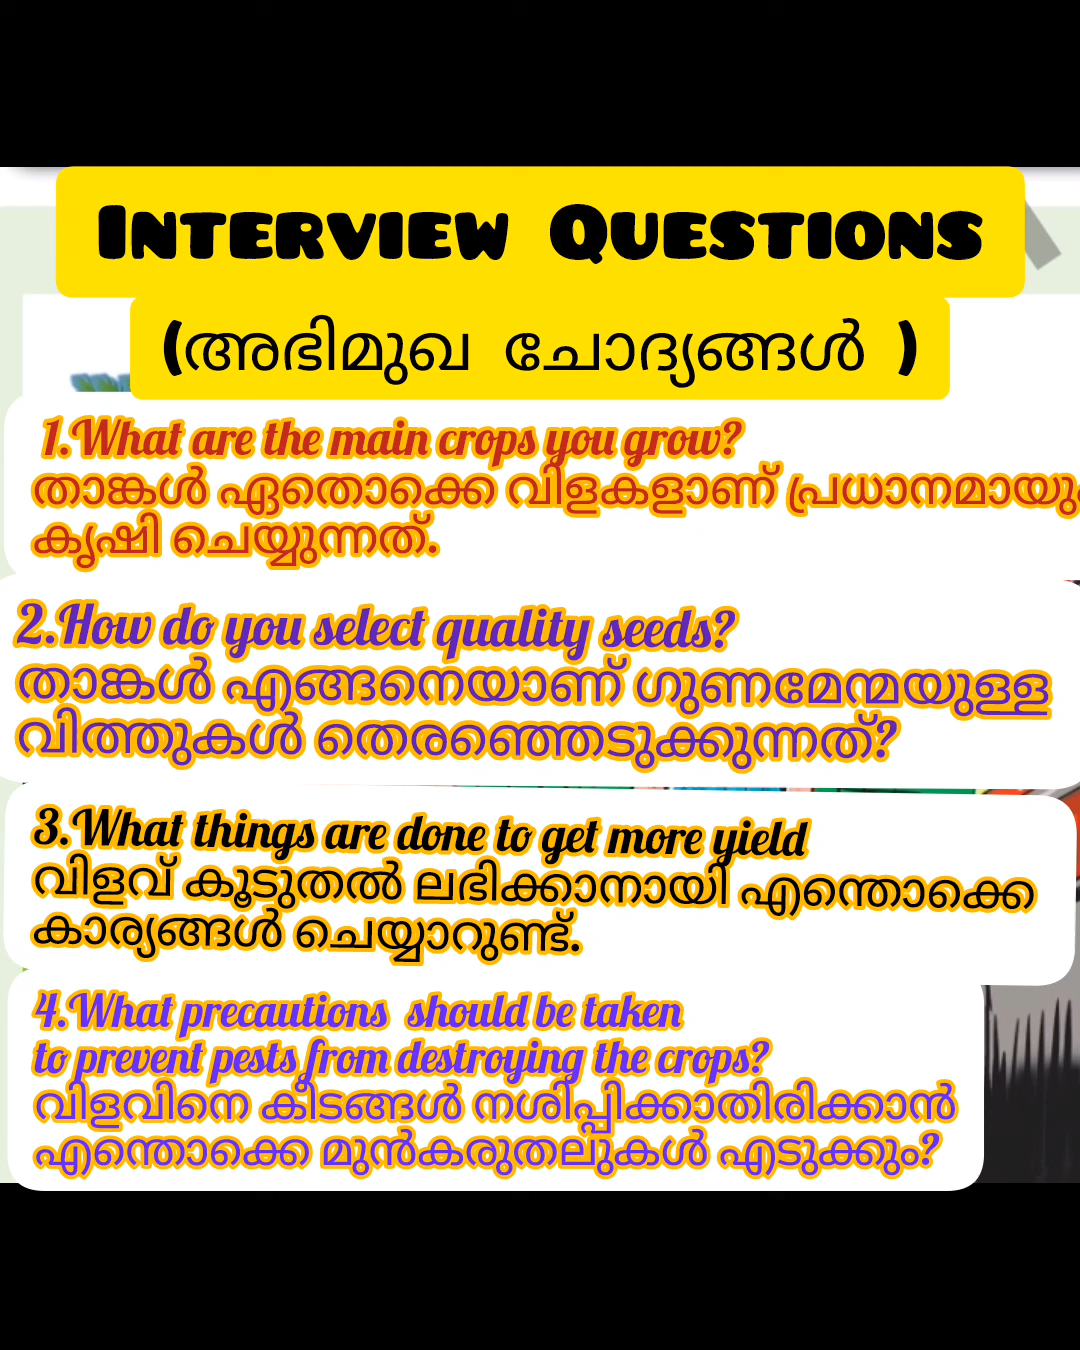 INTERVIEW QUESTIONS
(അഭിമുഖ ചോദ്യങ്ങൾ )
1.What are the main crops you grow?
താങ്കൾ ഏതൊക്കെ വിളകളാണ് പ്രധാനമായും
കൃഷി ചെയ്യുന്നത്.
2.How do you select quality seeds?
താങ്കൾ എങ്ങനെയാണ് ഗുണമേന്മയുള്ള
വിത്തുകൾ തെരഞ്ഞെടുക്കുന്നത്?
3.What things are done to get more yield
വിളവ് കൂടുതൽ ലഭിക്കാനായി എന്തൊക്കെ
കാര്യങ്ങൾ ചെയ്യാറുണ്ട്.
4.What precautions should be taken
to prevent pests from destroying the crops?
വിളവിനെ കീടങ്ങൾ നശിപ്പിക്കാതിരിക്കാൻ
എന്തൊക്കെ മുൻകരുതലുകൾ എടുക്കും?